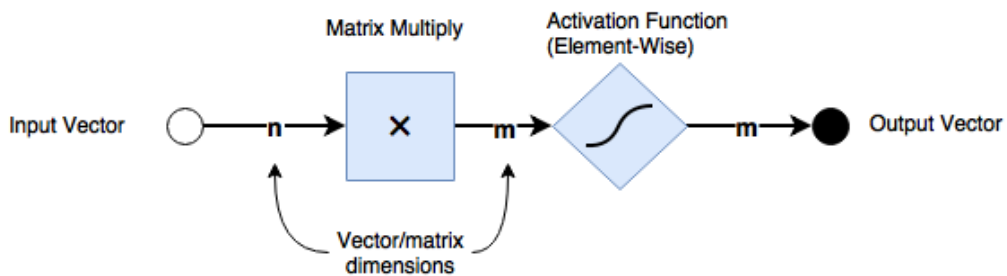 Matrix Multiply
Activation Function
(Element-Wise)
Input Vector
n
×
m
m
Output Vector
Vector/matrix
dimensions